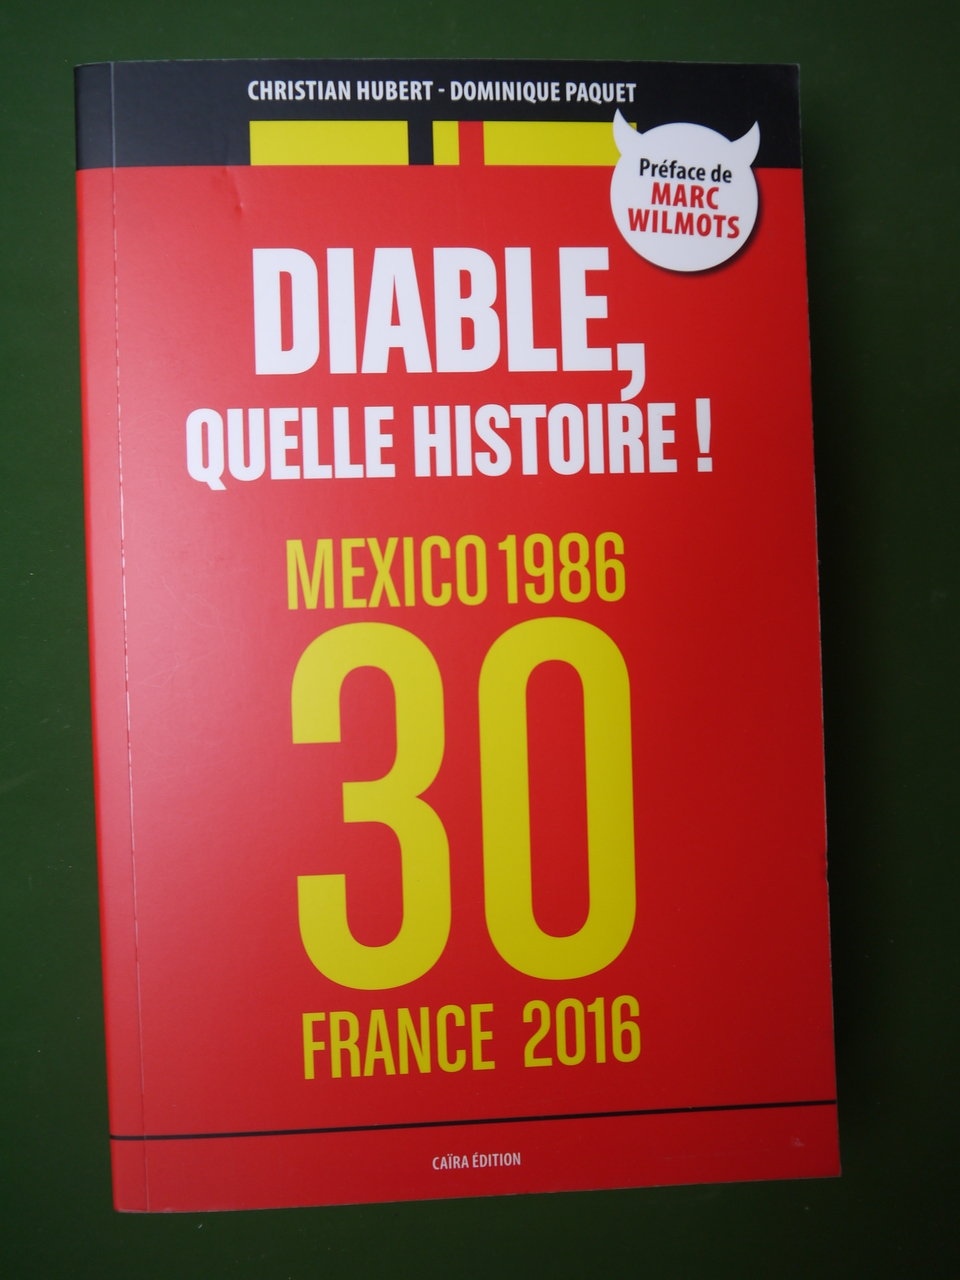 CHRISTIAN HUBERT - DOMINIQUE PAQUET
Préface de
MARC
WILMOTS
DIABLE,
QUELLE HISTOIRE !
MEXICO 1986
30
FRANCE 2016
CAÏRA ÉDITION